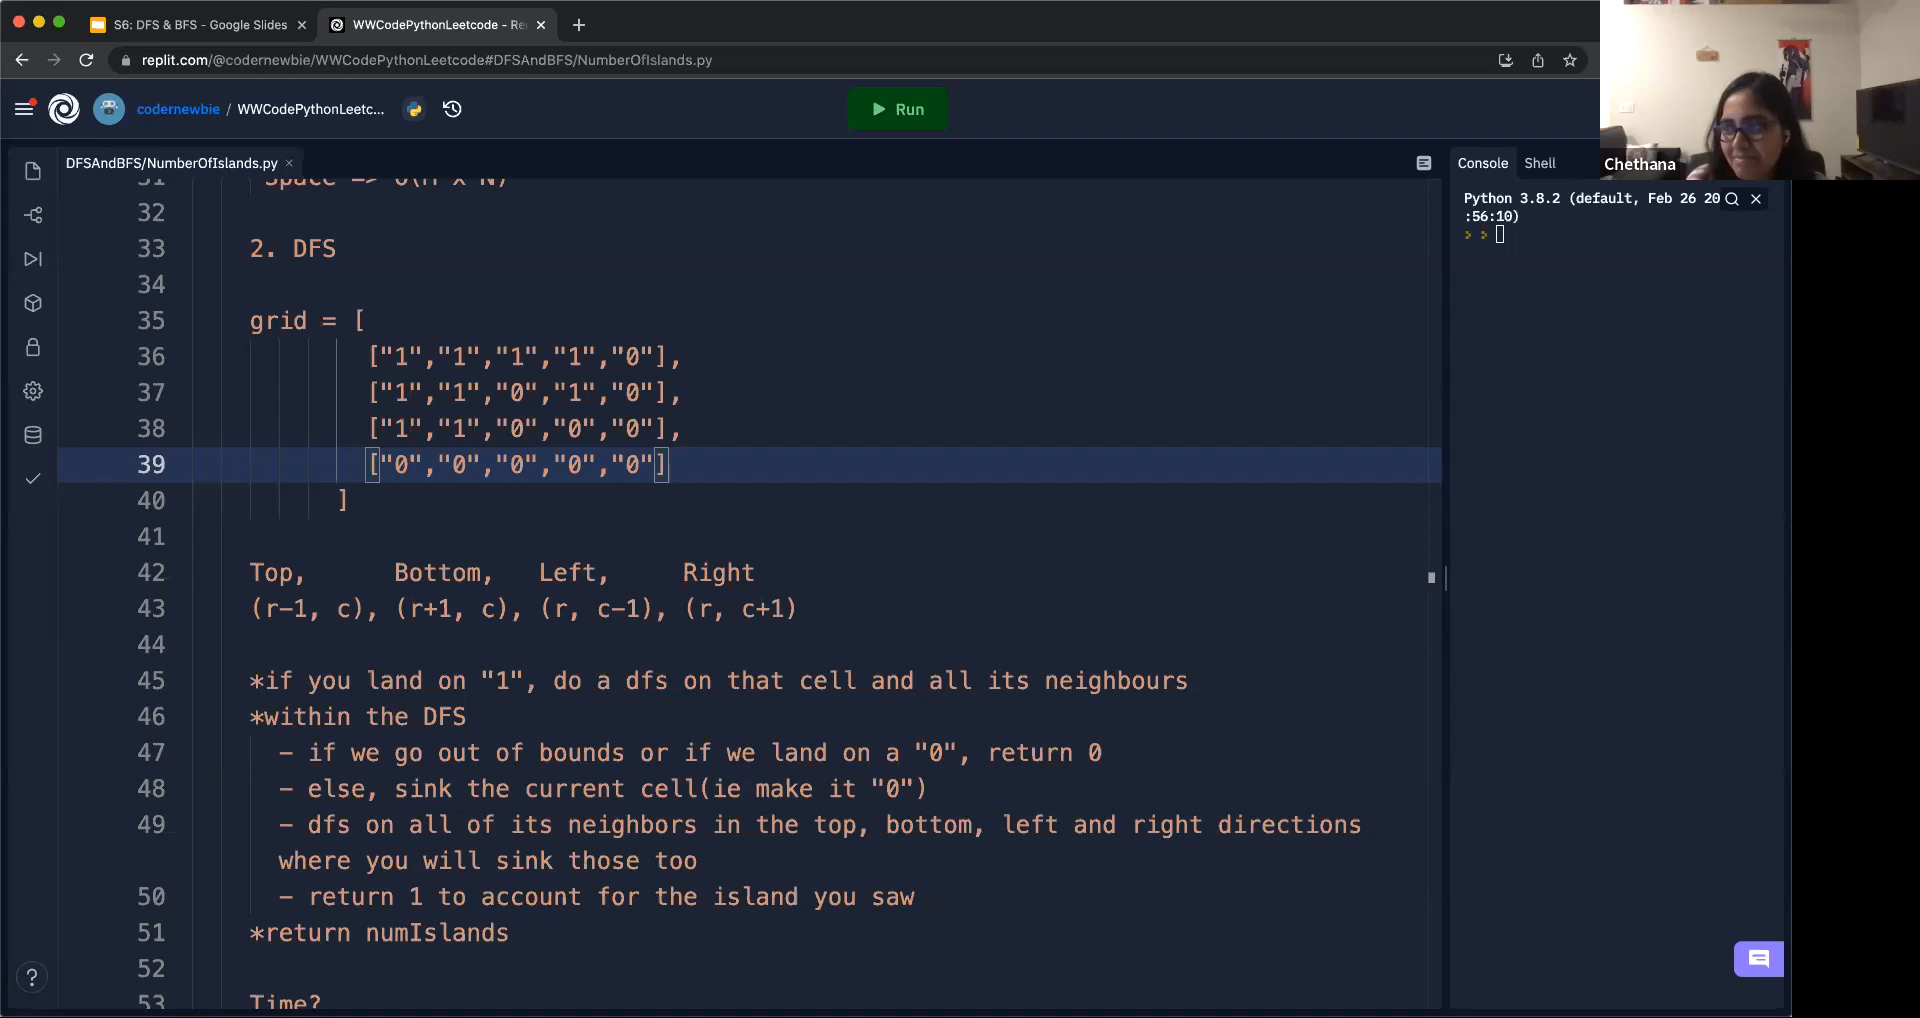 S6: DFS & BFS - Google Slides
WWCodePythonLeetcode - Re
replit.com/@codernewbie/WWCodePythonLeetcode#DFSAndBFS/NumberOfIslands.py
codernewbie / WWCodePythonLeetc...
Run
DFSAndBFS/NumberOfIslands.py
Console
Shell
Chethana
Python 3.8.2 (default, Feb 26 20
:56:10)
31 Space => O(M x N)
32
33 2. DFS
34
35 grid = [
36 ["1","1","1","1","0"],
37 ["1","1","0","1","0"],
38 ["1","1","0","0","0"],
39 ["0","0","0","0","0"]
40 ]
41
42 Top, Bottom, Left, Right
43 (r-1, c), (r+1, c), (r, c-1), (r, c+1)
44
45 *if you land on "1", do a dfs on that cell and all its neighbours
46 *within the DFS
47 - if we go out of bounds or if we land on a "0", return 0
48 - else, sink the current cell(ie make it "0")
49 - dfs on all of its neighbors in the top, bottom, left and right directions
where you will sink those too
50 - return 1 to account for the island you saw
51 *return numIslands
52
53 Time?